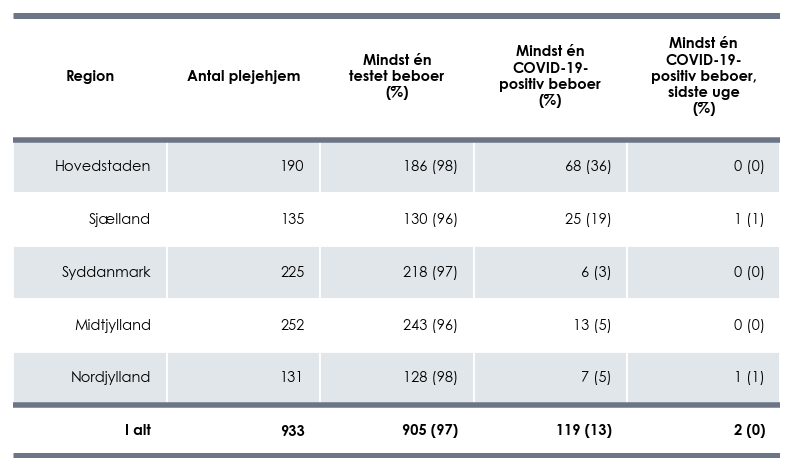 Region Antal plejehjem Mindst én testet beboer (%) Mindst én COVID-19-positiv beboer (%) Mindst én COVID-19-positiv beboer, sidste uge (%)
Hovedstaden 190 186 (98) 68 (36) 0 (0)
Sjælland 135 130 (96) 25 (19) 1 (1)
Syddanmark 225 218 (97) 6 (3) 0 (0)
Midtjylland 252 243 (96) 13 (5) 0 (0)
Nordjylland 131 128 (98) 7 (5) 1 (1)
I alt 933 905 (97) 119 (13) 2 (0)